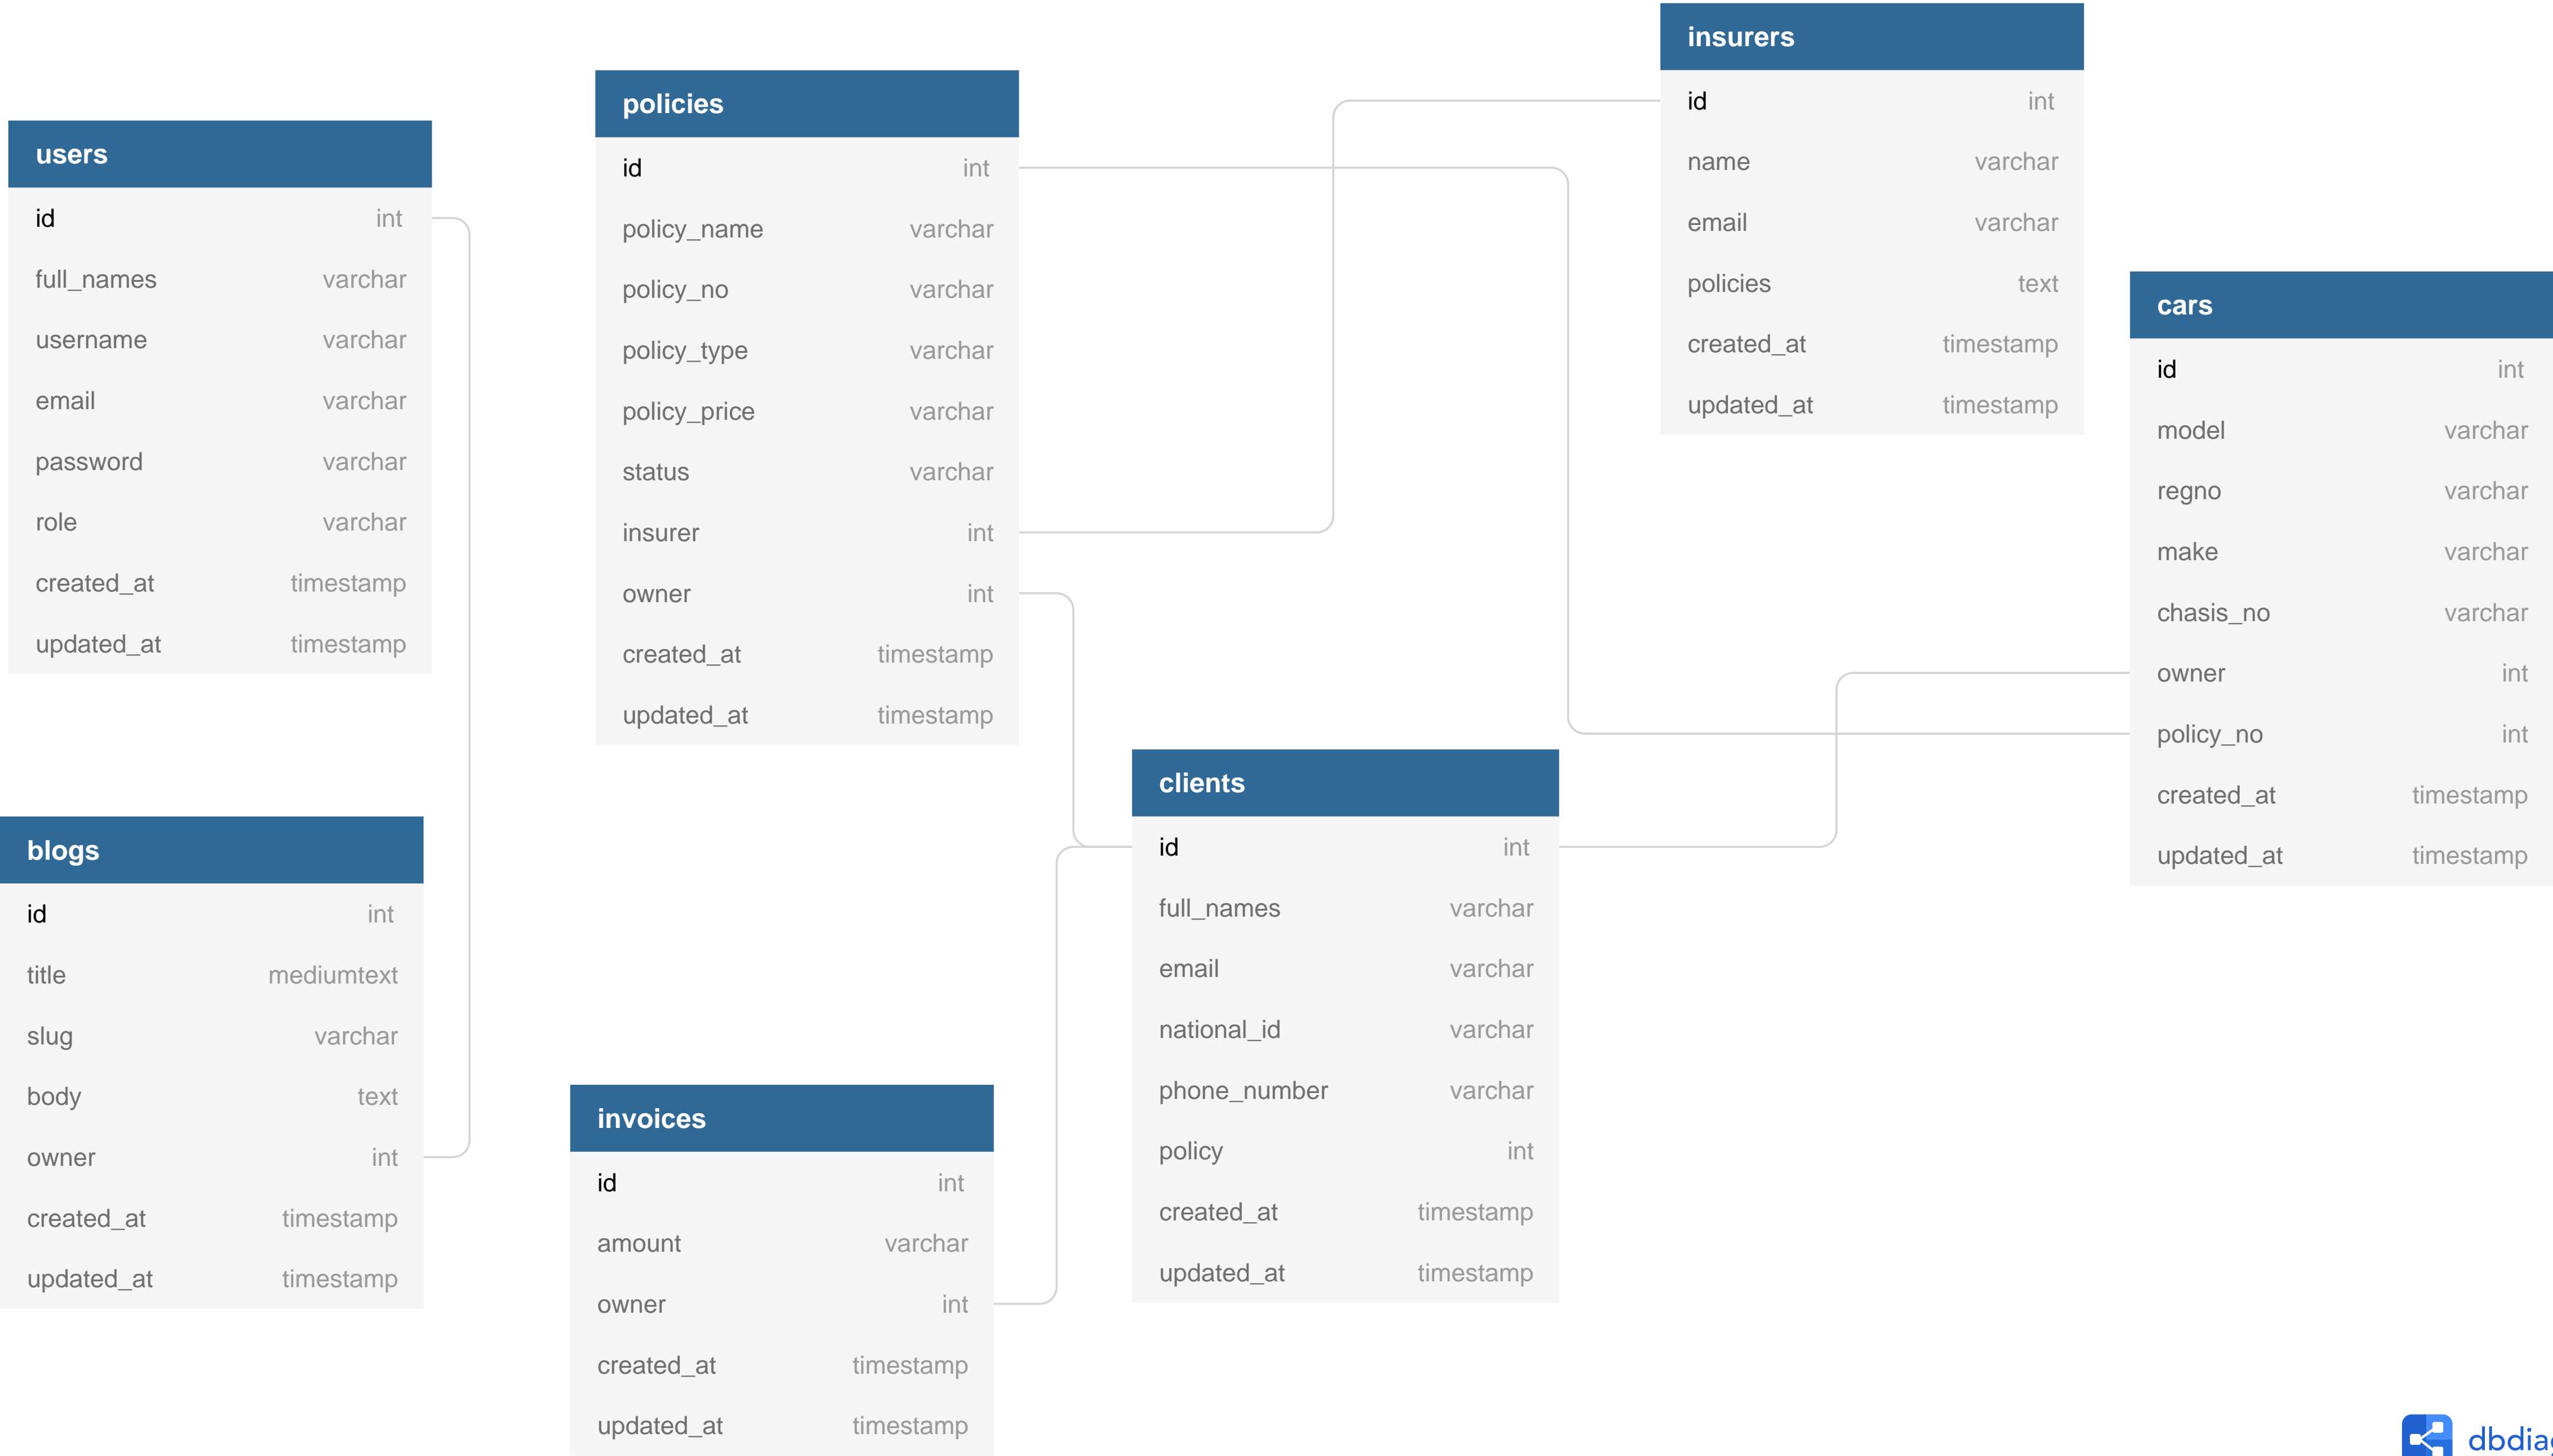 users
id int
full_names varchar
username varchar
email varchar
password varchar
role varchar
created_at timestamp
updated_at timestamp
blogs
id int
title mediumtext
slug varchar
body text
owner int
created_at timestamp
updated_at timestamp
policies
id int
policy_name varchar
policy_no varchar
policy_type varchar
policy_price varchar
status varchar
insurer int
owner int
created_at timestamp
updated_at timestamp
invoices
id int
amount varchar
owner int
created_at timestamp
updated_at timestamp
clients
id int
full_names varchar
email varchar
national_id varchar
phone_number varchar
policy int
created_at timestamp
updated_at timestamp
insurers
id int
name varchar
email varchar
policies text
created_at timestamp
updated_at timestamp
cars
id int
model varchar
regno varchar
make varchar
chasis_no varchar
owner int
policy_no int
created_at timestamp
updated_at timestamp